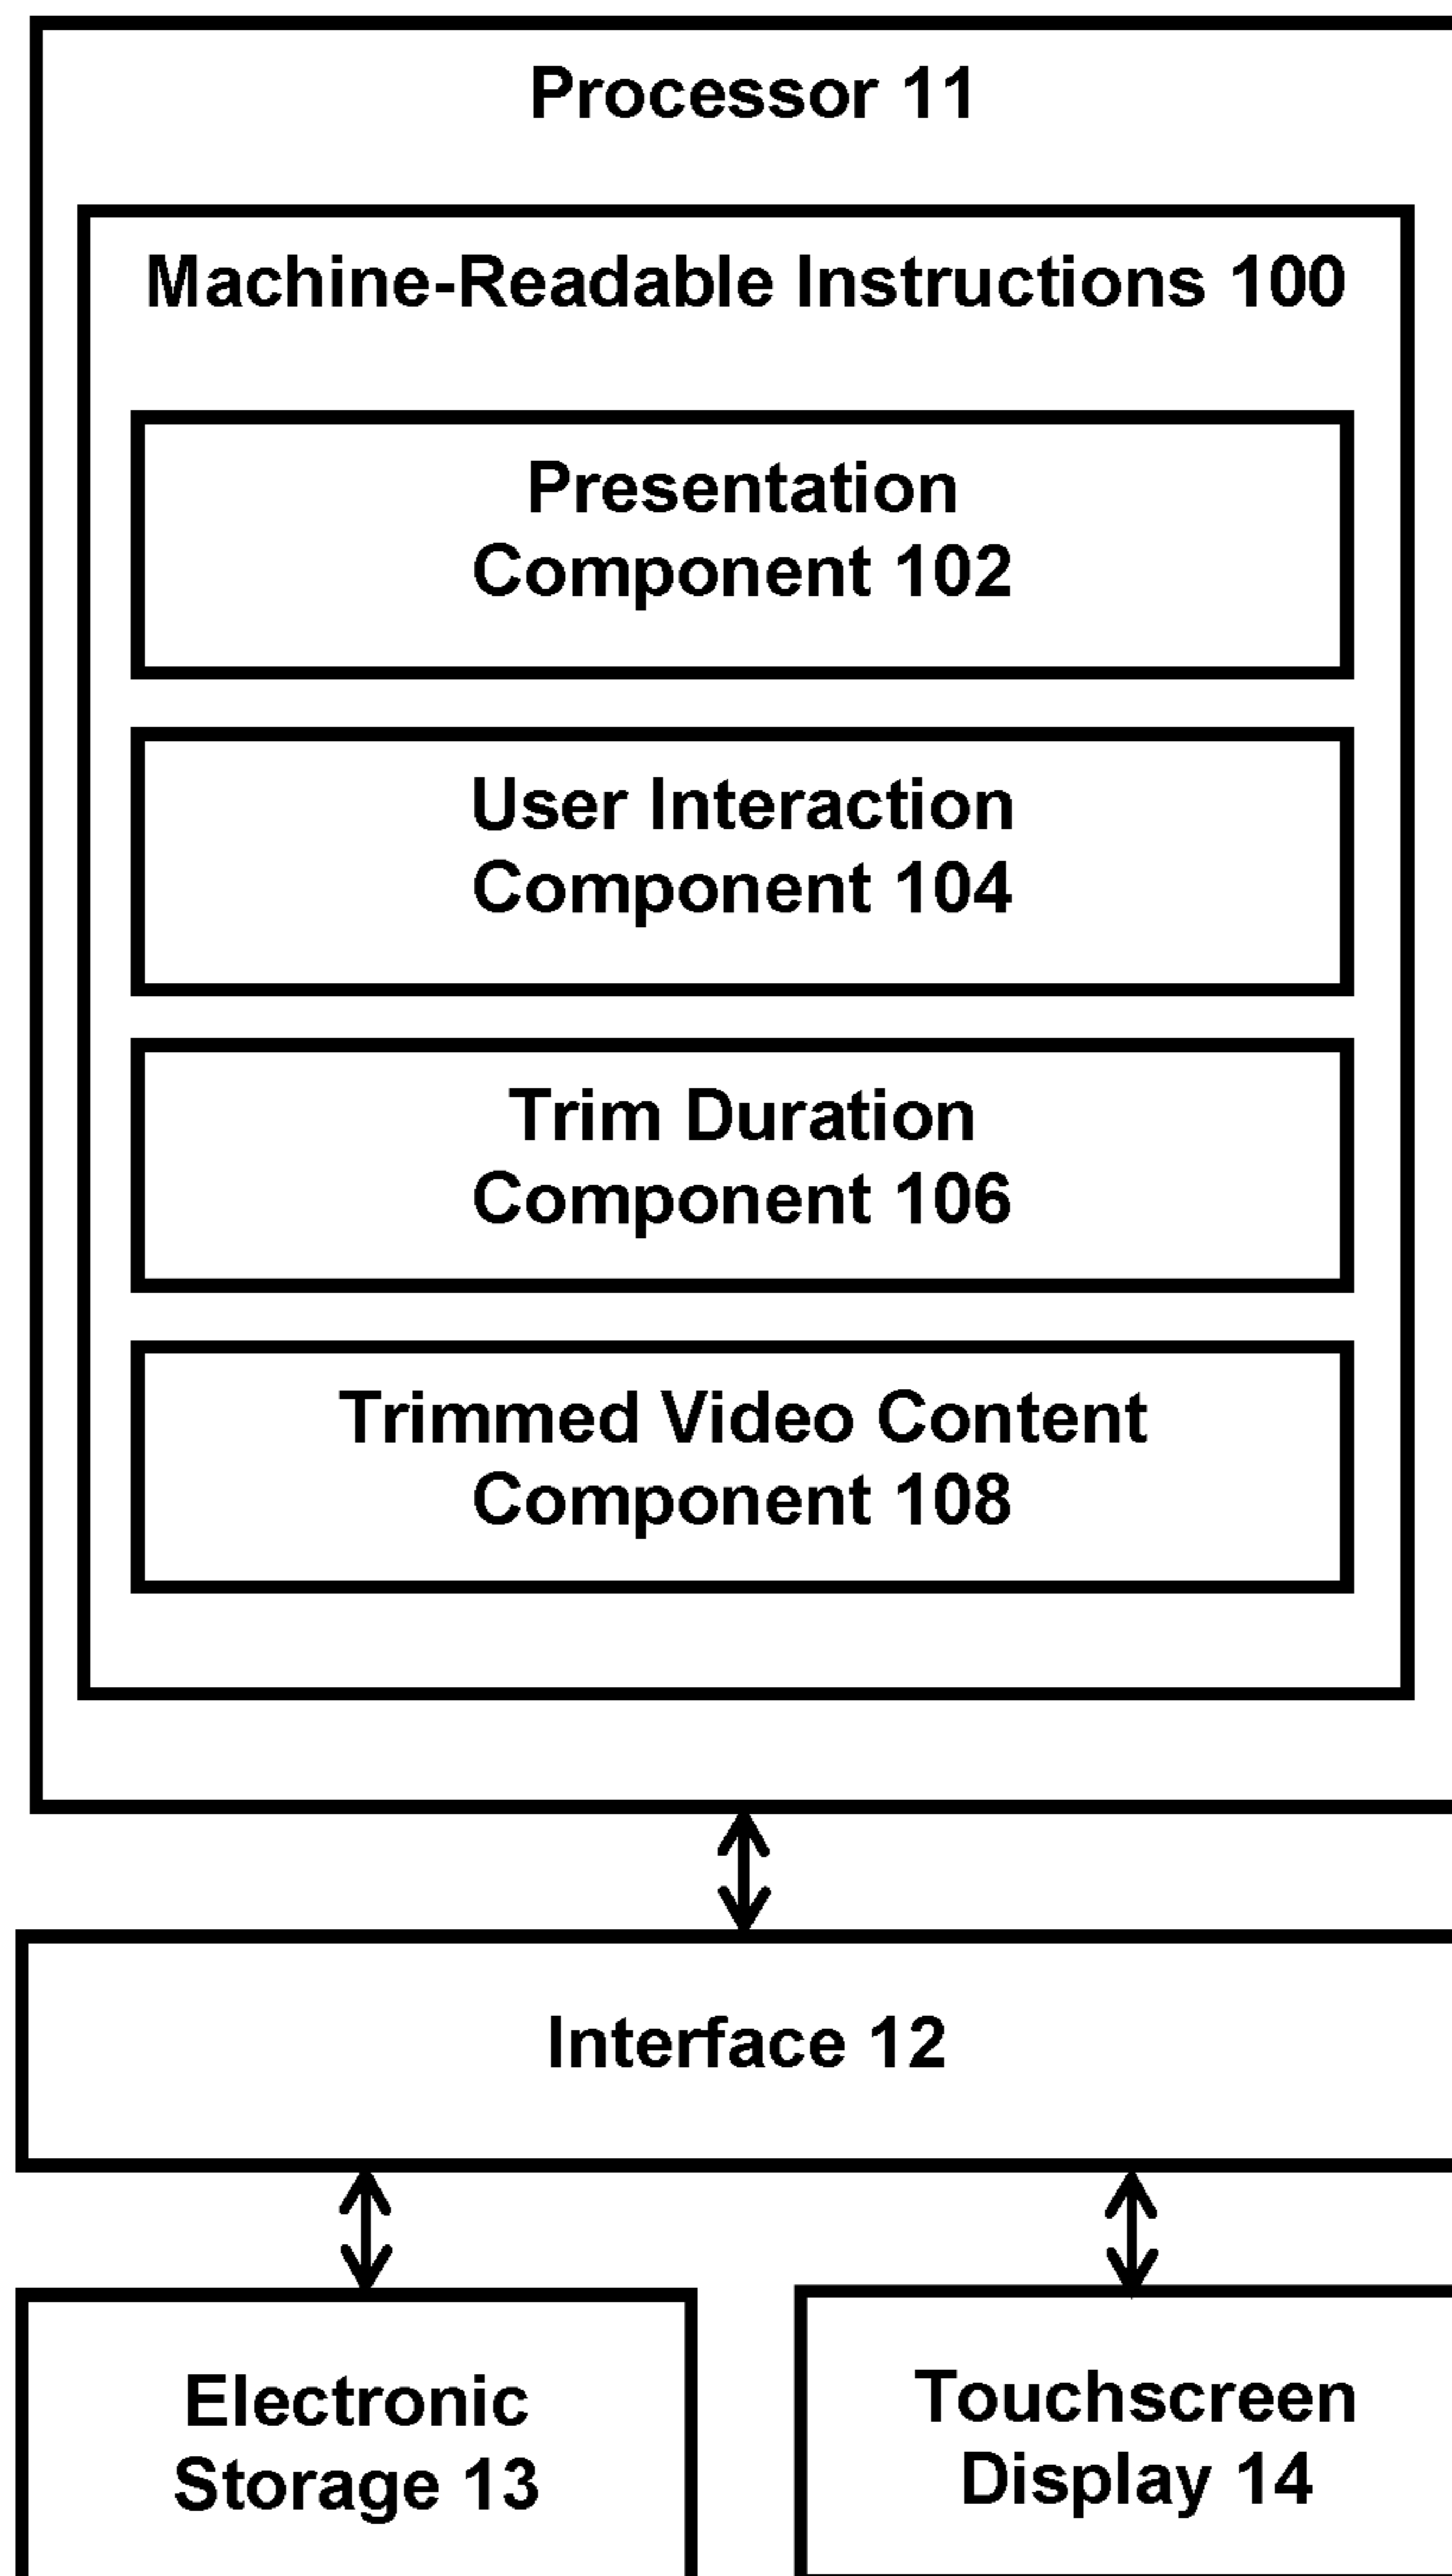 Processor 11
Machine-Readable Instructions 100
Presentation
Component 102
User Interaction
Component 104
Trim Duration
Component 106
Trimmed Video Content
Component 108
Interface 12
Electronic
Storage 13
Touchscreen
Display 14